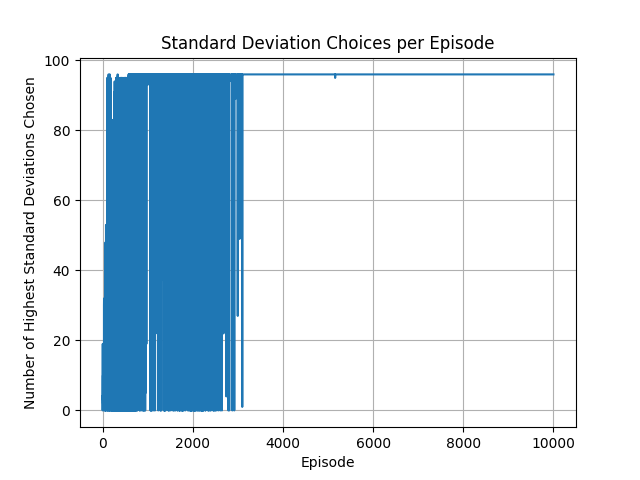 Standard Deviation Choices per Episode
Number of Highest Standard Deviations Chosen
100
80
60
40
20
0
0 2000 4000 6000 8000 10000
Episode